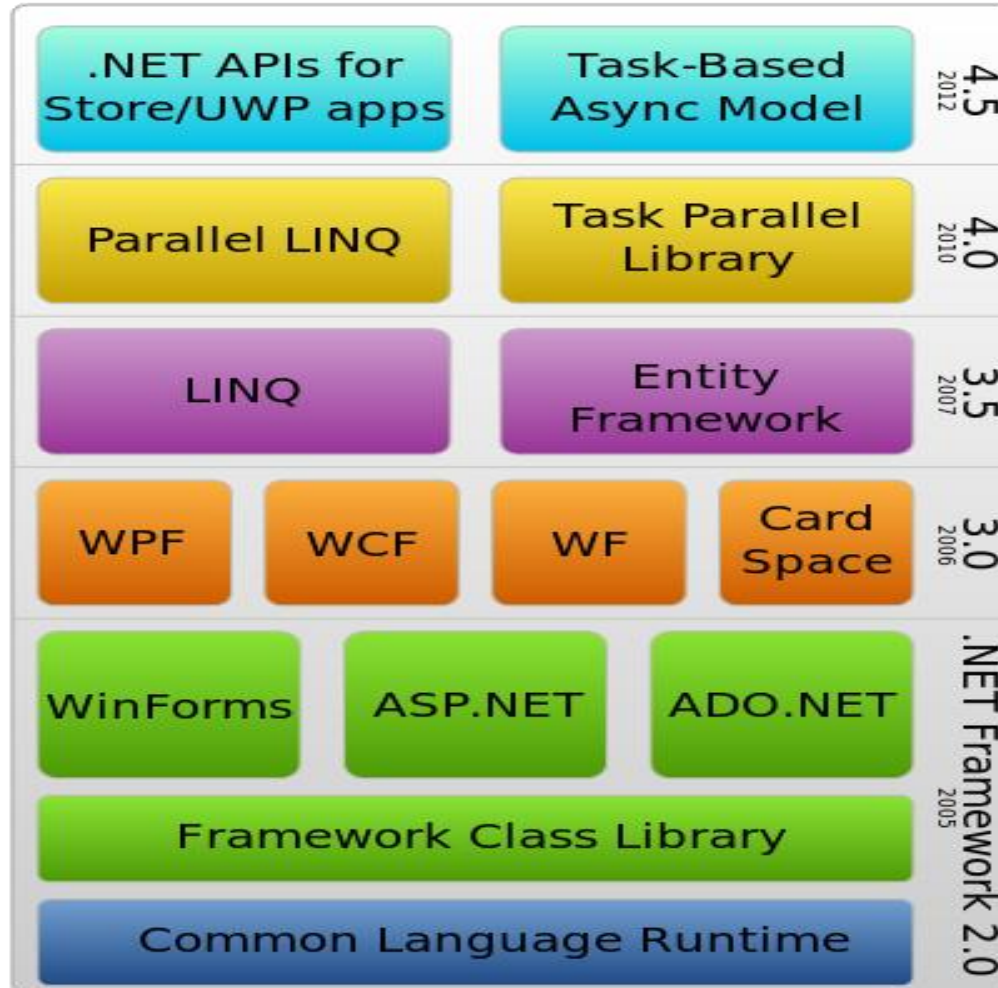 .NET APIs for
Store/UWP apps
Task-Based
Async Model
4.5
2012
Parallel LINQ
Task Parallel
Library
4.0
2010
LINQ
Entity
Framework
3.5
2007
WPF
WCF
WF
Card
Space
3.0
2006
WinForms
ASP.NET
ADO.NET
Framework Class Library
Common Language Runtime
.NET Framework 2.0
2005